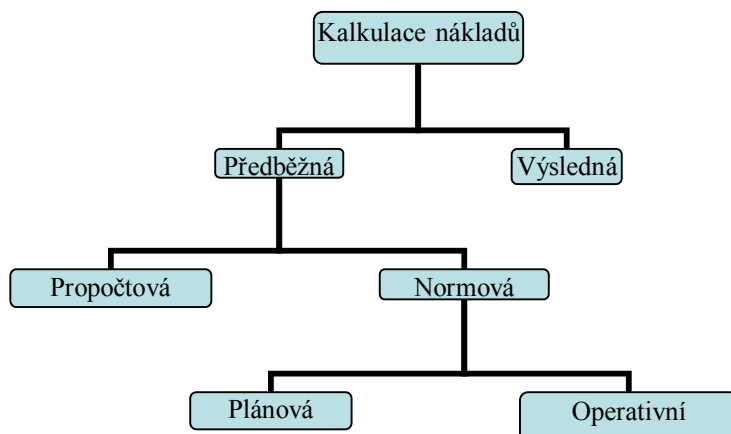 Kalkulace nákladů
Předběžná
Výsledná
Propočtová
Normová
Plánová
Operativní